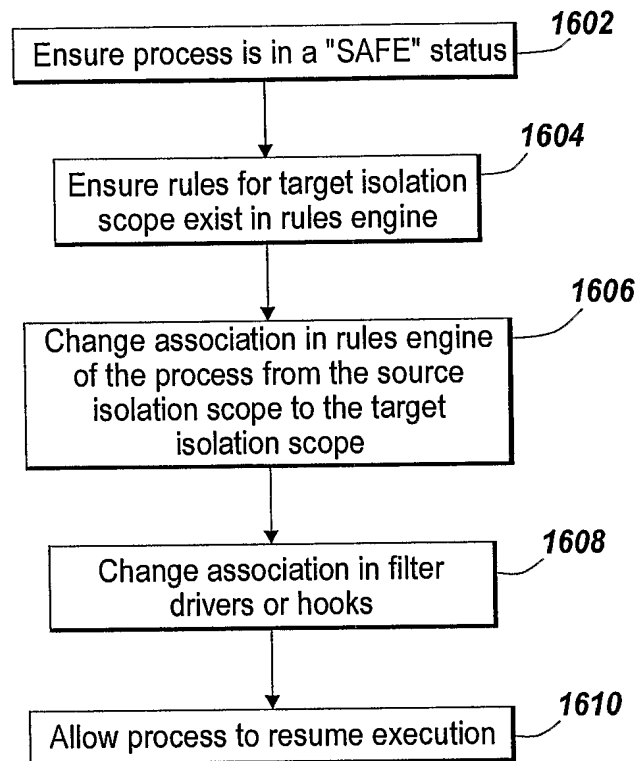 1602
Ensure process is in a "SAFE" status
1604
Ensure rules for target isolation
scope exist in rules engine
1606
Change association in rules engine
of the process from the source
isolation scope to the target
isolation scope
1608
Change association in filter
drivers or hooks
1610
Allow process to resume execution